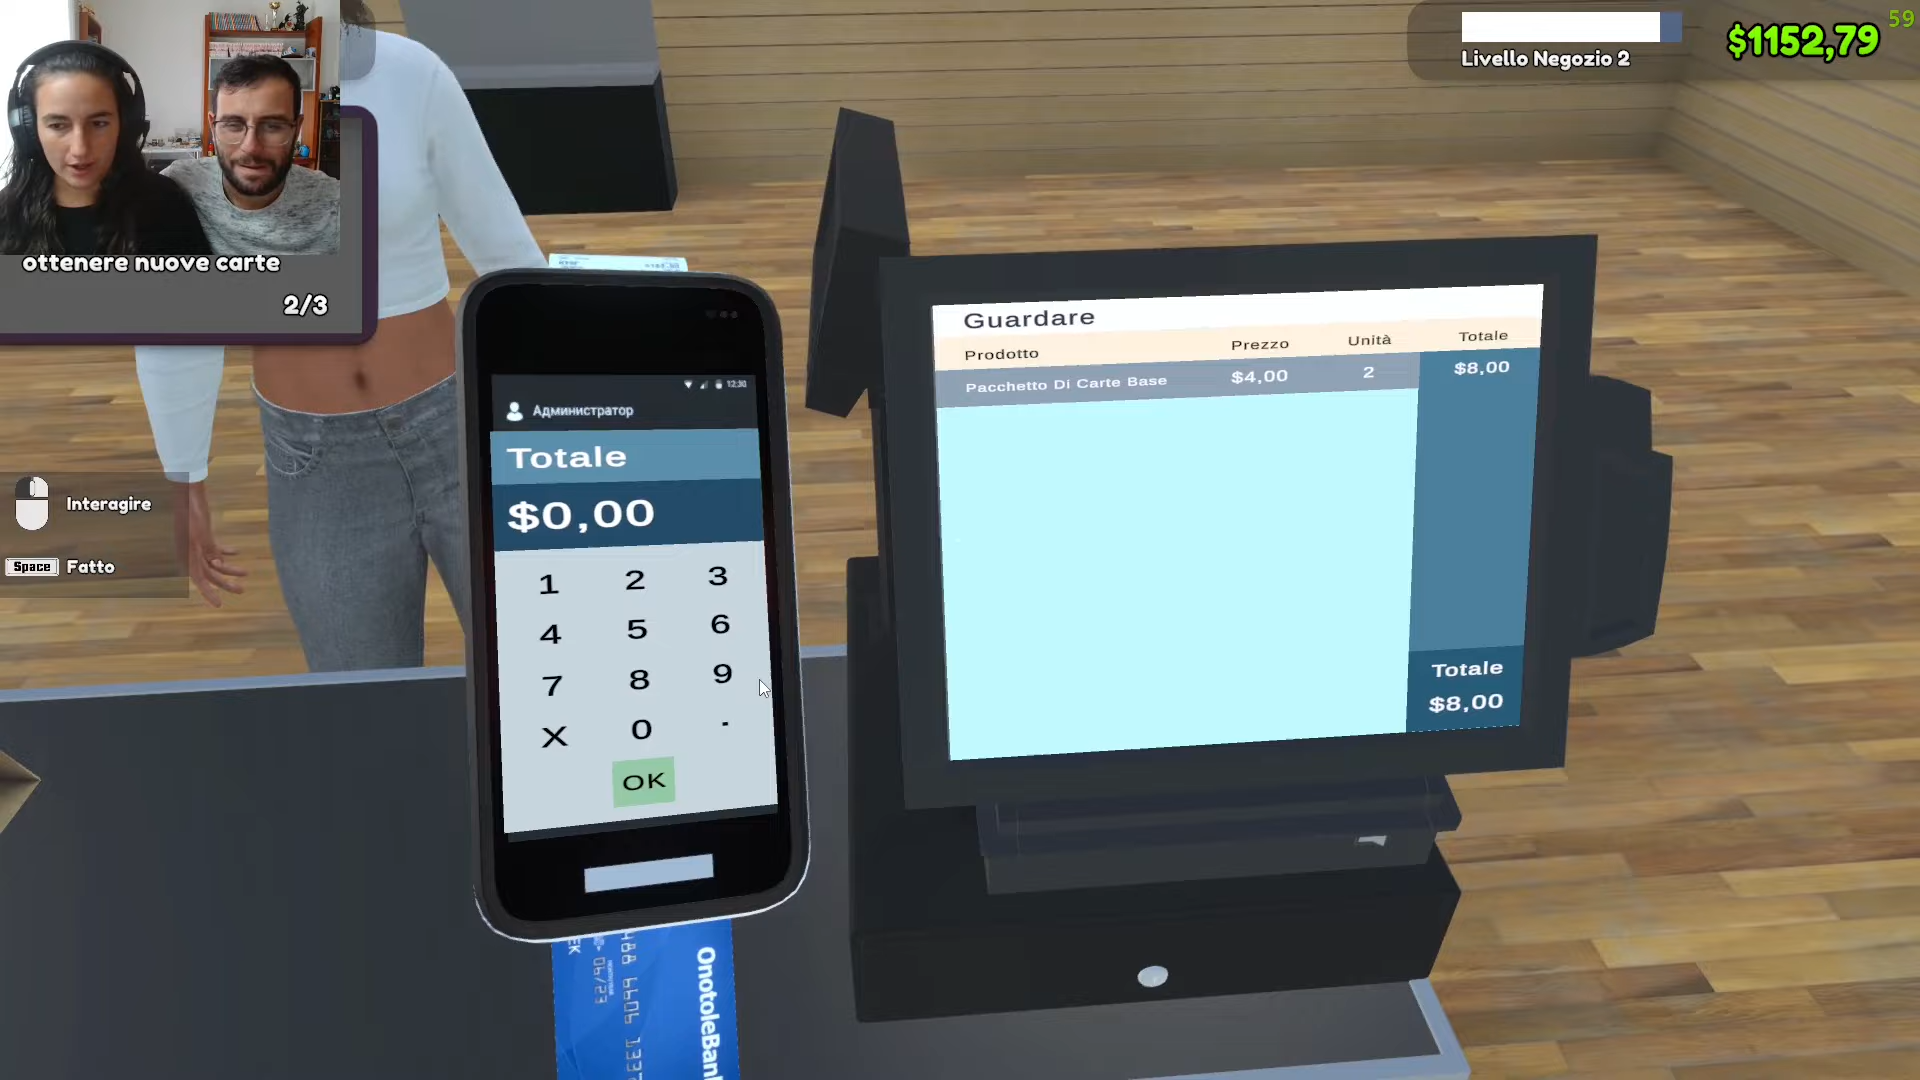 59
$1152,79
Livello Negozio 2
ottenere nuove carte
2/3
Interagire
Space Fatto
12:30
Администратор
Totale
$0,00
1 2 3
4 5 6
7 8 9
X 0 .
OK
Guardare
Prodotto Prezzo Unità Totale
Pacchetto Di Carte Base $4,00 2 $8,00
Totale
$8,00
OnotoleBank
09/23